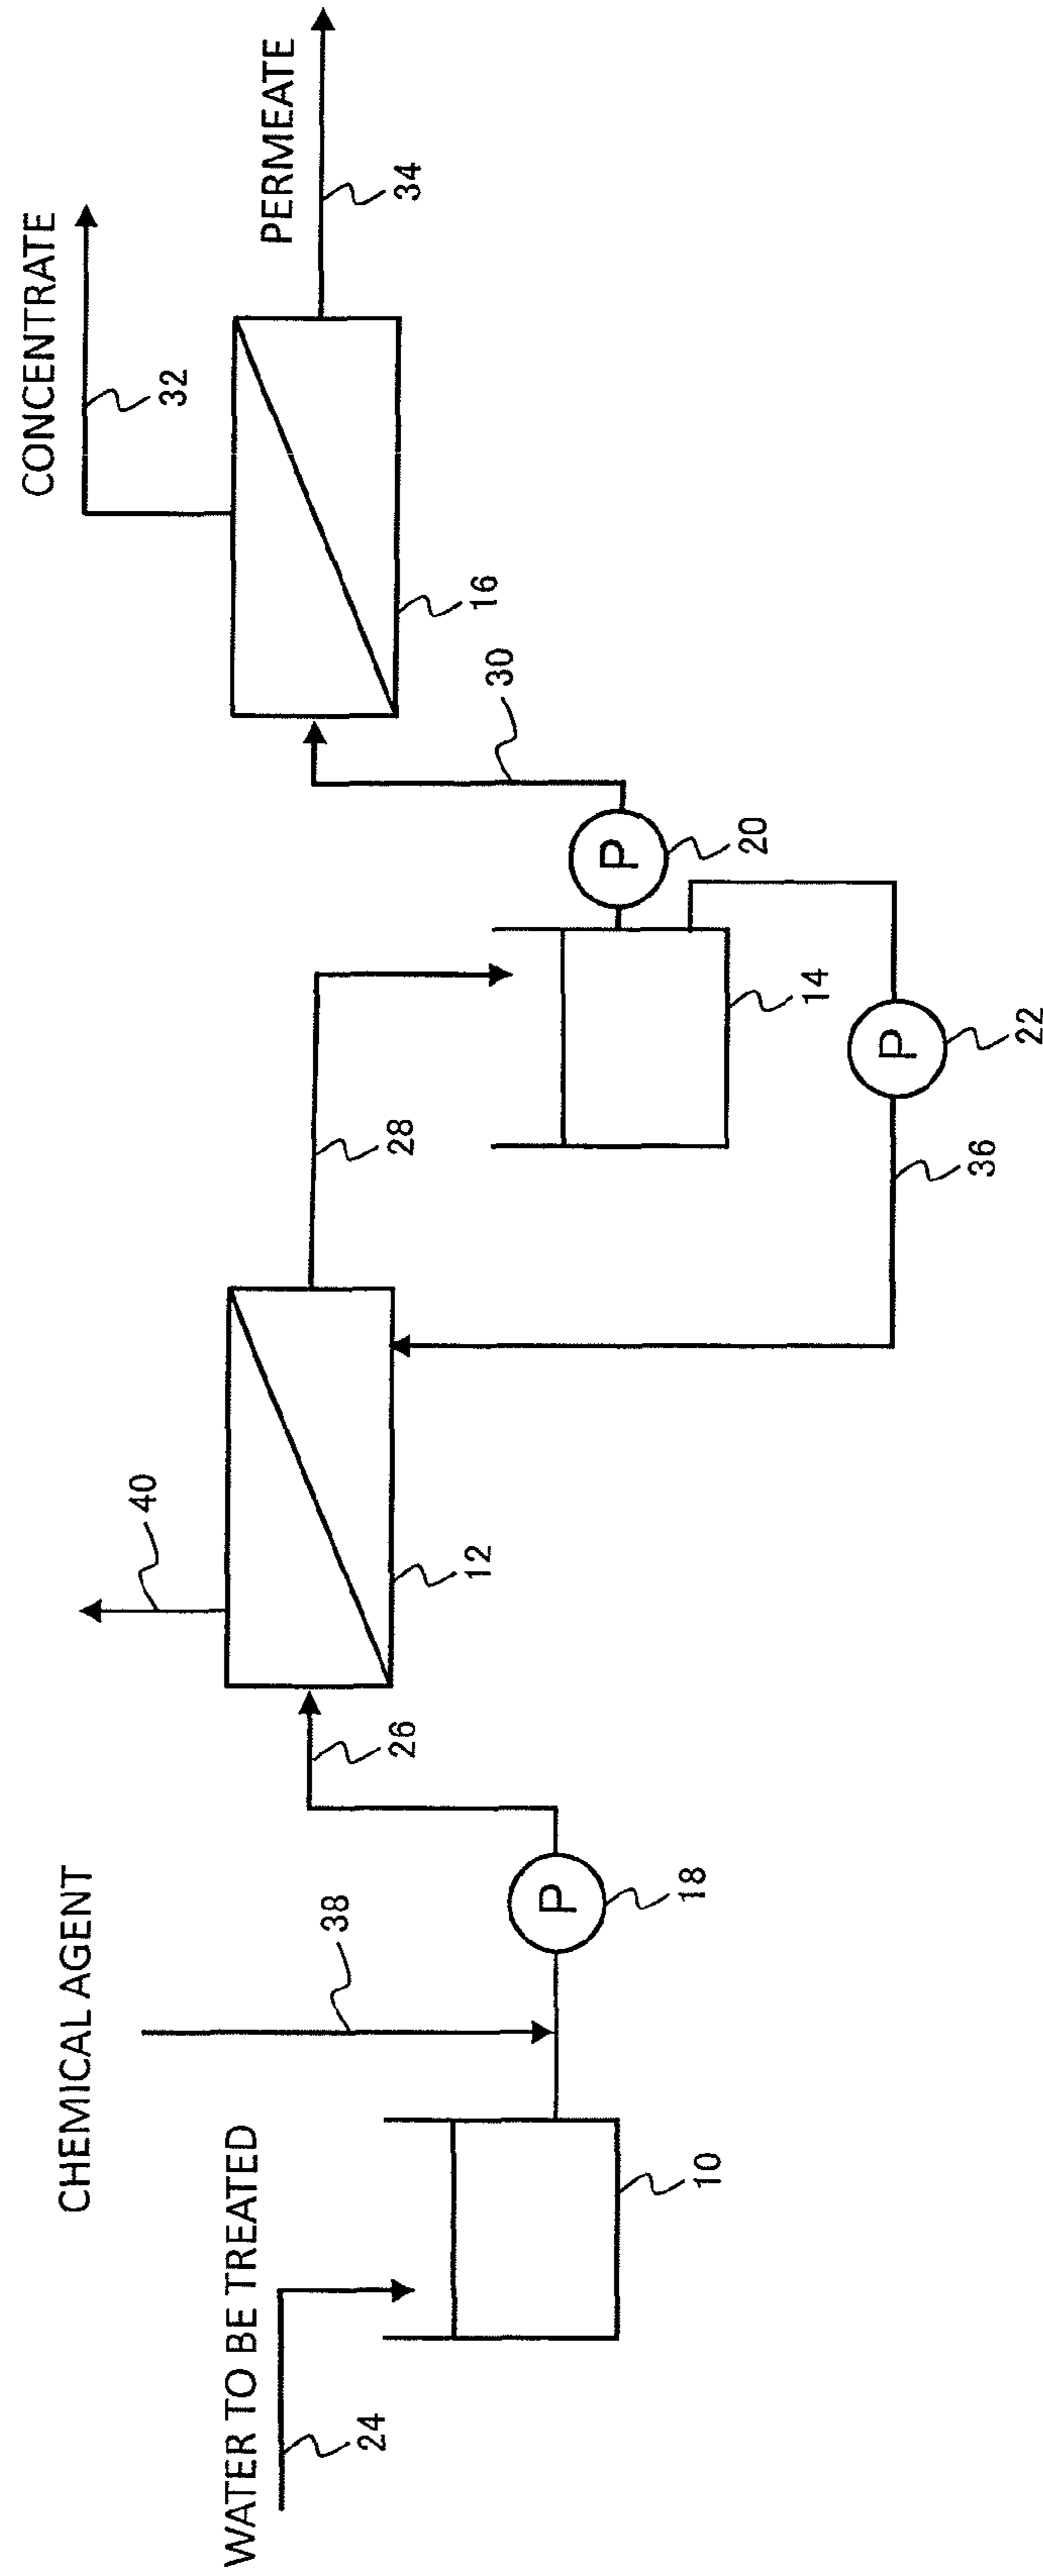 WATER TO BE TREATED
24
10
CHEMICAL AGENT
38
P
18
26
40
12
28
14
P
20
P
22
36
30
16
CONCENTRATE
32
PERMEATE
34